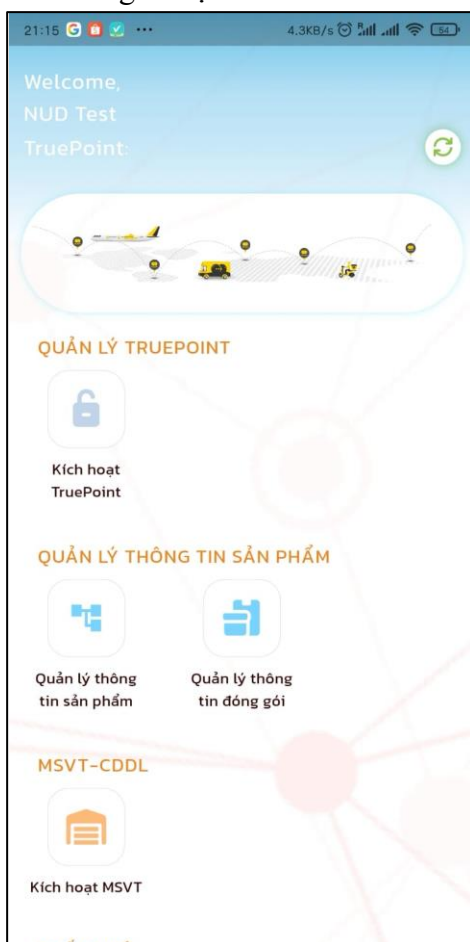 21:15 ... 4.3KB/s 54
Welcome,
NUD Test
TruePoint:
QUẢN LÝ TRUEPOINT
Kích hoạt
TruePoint
QUẢN LÝ THÔNG TIN SẢN PHẨM
Quản lý thông
tin sản phẩm
Quản lý thông
tin đóng gói
MSVT-CDDL
Kích hoạt MSVT